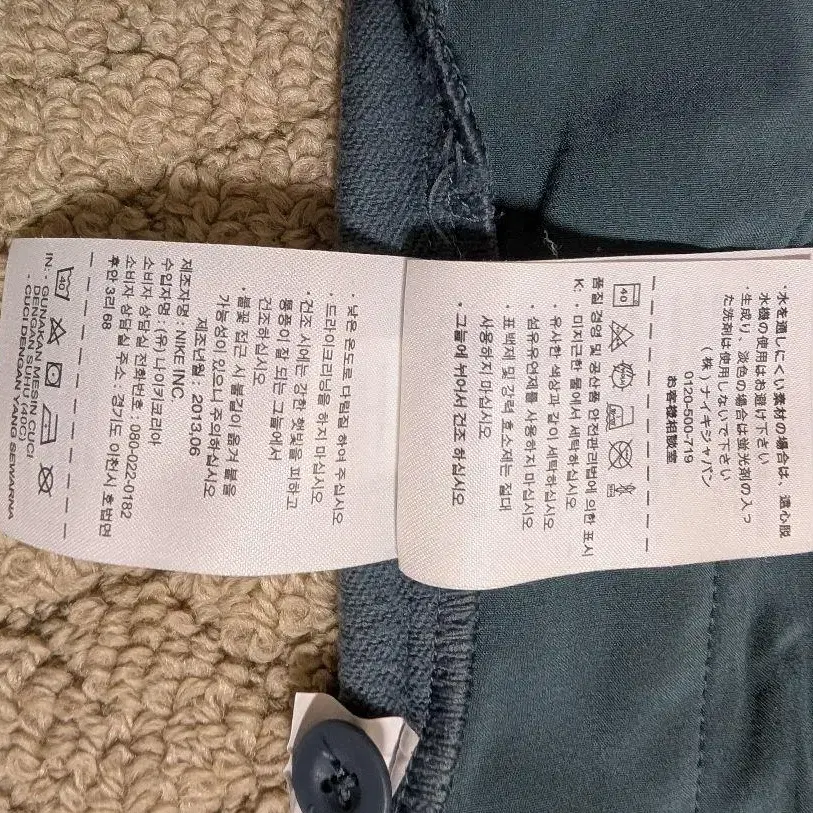 ・水を通しにくい素材の場合は、遠心脱
水機の使用はお避け下さい
・生成り、淡色の場合は蛍光剤の入っ
た洗剤は使用しないで下さい
(株)ナイキジャパン
0120-500-719
お客様相談室
40
품질 경영 및 공산품 안전관리법에 의한 표시
K: · 미지근한 물에서 세탁하십시오
· 유사한 색상과 같이 세탁하십시오
· 섬유유연제를 사용하지 마십시오
· 표백제 및 강력 효소제는 절대
사용하지 마십시오
· 그늘에 뉘어서 건조 하십시오
· 낮은 온도로 다림질 하여 주십시오
· 드라이크리닝을 하지 마십시오
· 건조 시에는 강한 햇빛을 피하고
통풍이 잘 되는 그늘에서
건조하십시오
· 불꽃 접근 시 불길이 옮겨 붙을
가능성이 있으니 주의하십시오
제조년월 : 2013.06
제조자명 : NIKE INC.
수입자명 : (유) 나이키코리아
소비자 상담실 전화번호 : 080-022-0182
소비자 상담실 주소 : 경기도 이천시 호법면
후안 3리 68
40
IN: - GUNAKAN MESIN CUCI
DENGAN SUHU (40C)
- CUCI DENGAN YANG SEWARNA